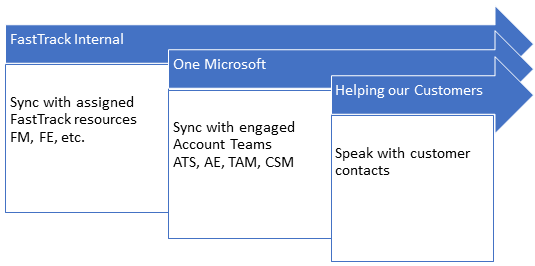 FastTrack Internal
Sync with assigned
FastTrack resources
FM, FE, etc.
One Microsoft
Sync with engaged
Account Teams
ATS, AE, TAM, CSM
Helping our Customers
Speak with customer
contacts